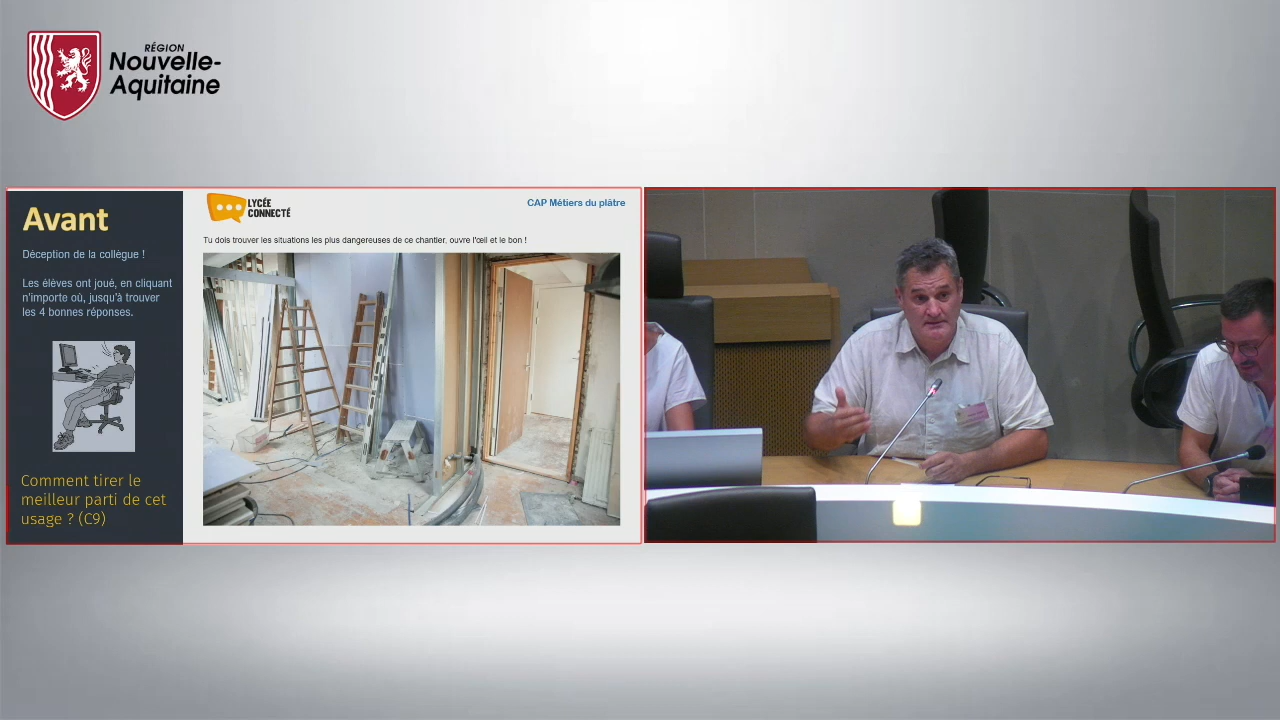 RÉGION
Nouvelle-
Aquitaine
Avant
Déception de la collègue !
Les élèves ont joué, en cliquant
n'importe où, jusqu'à trouver
les 4 bonnes réponses.
Comment tirer le
meilleur parti de cet
usage ? (C9)
LYCÉE
CONNECTÉ
CAP Métiers du plâtre
Tu dois trouver les situations les plus dangereuses de ce chantier, ouvre l'œil et le bon !